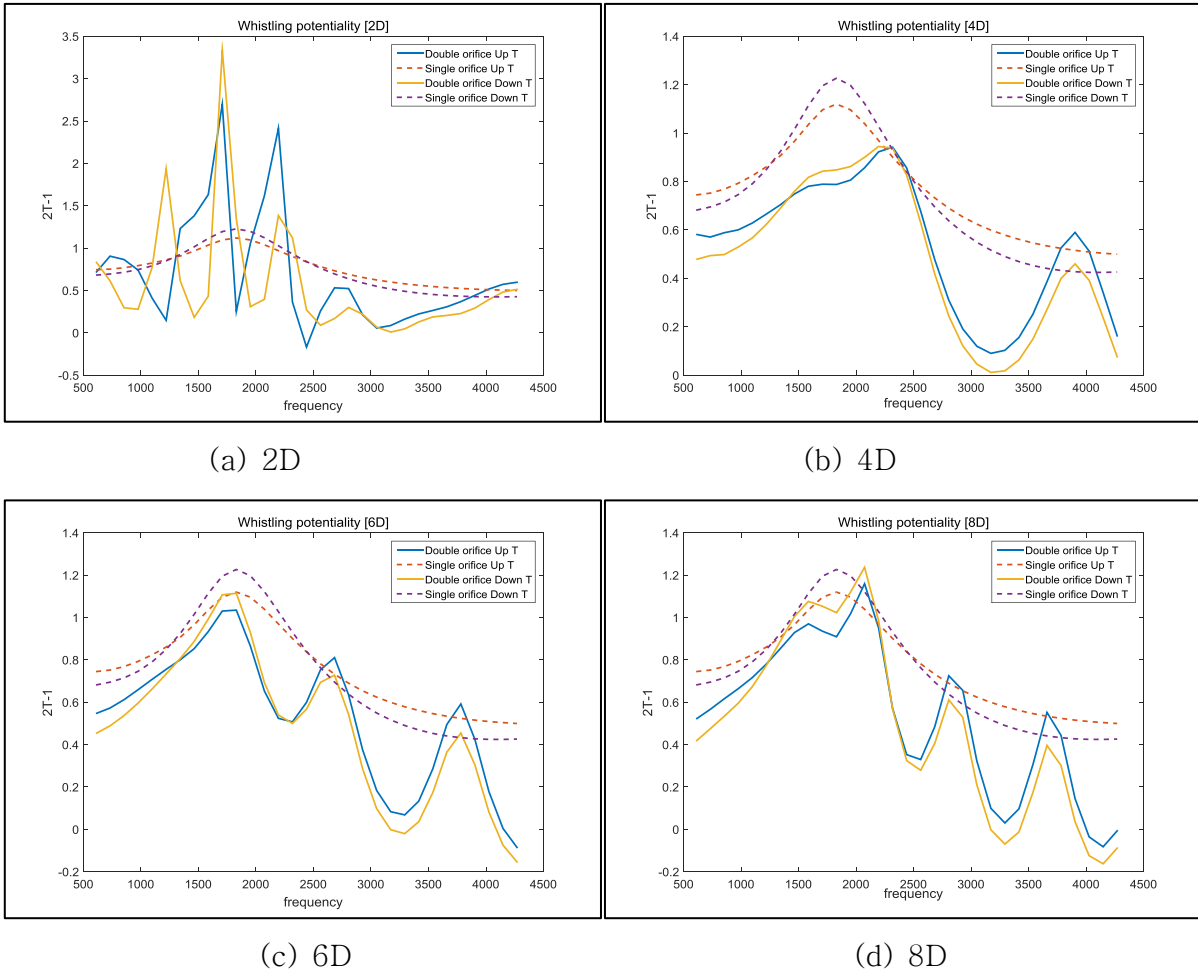 Whistling potentiality [2D]
3.5
3
2.5
2
1.5
1
0.5
0
-0.5
2T-1
500 1000 1500 2000 2500 3000 3500 4000 4500
frequency
Double orifice Up T
Single orifice Up T
Double orifice Down T
Single orifice Down T
(a) 2D
Whistling potentiality [4D]
1.4
1.2
1
0.8
0.6
0.4
0.2
0
2T-1
500 1000 1500 2000 2500 3000 3500 4000 4500
frequency
Double orifice Up T
Single orifice Up T
Double orifice Down T
Single orifice Down T
(b) 4D
Whistling potentiality [6D]
1.4
1.2
1
0.8
0.6
0.4
0.2
0
-0.2
2T-1
500 1000 1500 2000 2500 3000 3500 4000 4500
frequency
Double orifice Up T
Single orifice Up T
Double orifice Down T
Single orifice Down T
(c) 6D
Whistling potentiality [8D]
1.4
1.2
1
0.8
0.6
0.4
0.2
0
-0.2
2T-1
500 1000 1500 2000 2500 3000 3500 4000 4500
frequency
Double orifice Up T
Single orifice Up T
Double orifice Down T
Single orifice Down T
(d) 8D